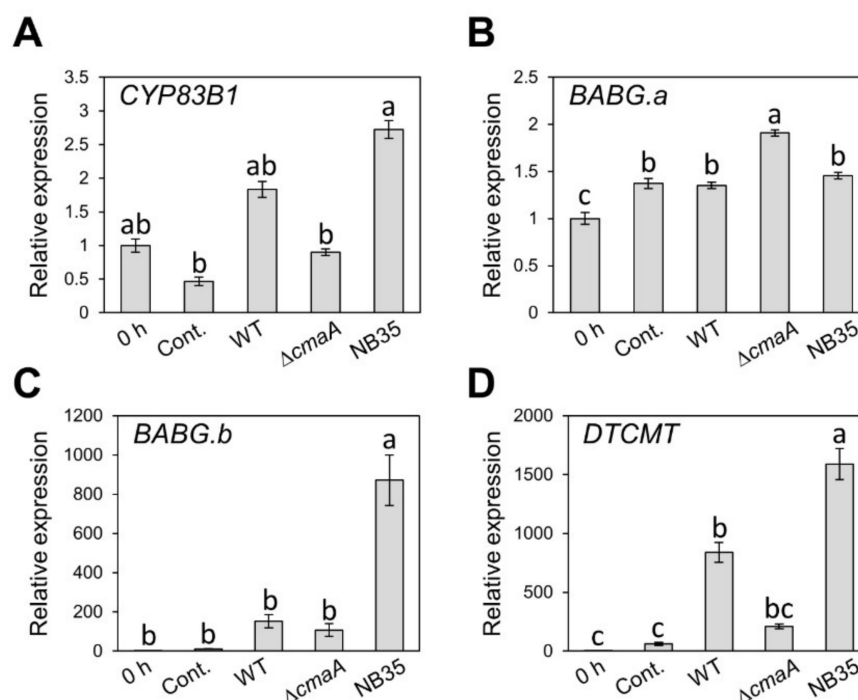 A
CYP83B1
Relative expression
3.5
3
2.5
2
1.5
1
0.5
0
ab
b
ab
b
a
0 h
Cont.
WT
ΔcmaA
NB35
B
BABG.a
Relative expression
2.5
2
1.5
1
0.5
0
c
b
b
a
b
0 h
Cont.
WT
ΔcmaA
NB35
C
BABG.b
Relative expression
1200
1000
800
600
400
200
0
b
b
b
b
a
0 h
Cont.
WT
ΔcmaA
NB35
D
DTCMT
Relative expression
2000
1500
1000
500
0
c
c
b
bc
a
0 h
Cont.
WT
ΔcmaA
NB35